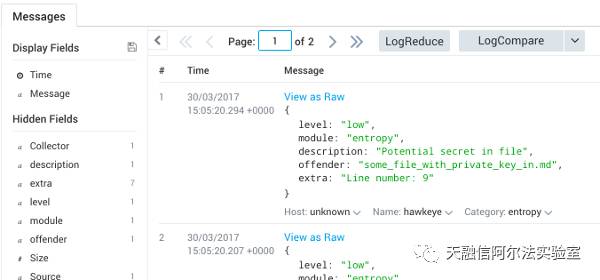 Messages
Display Fields
Time
Message
Hidden Fields
Collector 1
description 1
extra 7
level 1
module 1
offender 1
Size
Source 1
Page: 1 of 2
LogReduce
LogCompare
# Time Message
1 30/03/2017 View as Raw
15:05:20.294 +0000 {
level: "low",
module: "entropy",
description: "Potential secret in file"
offender: "some_file_with_private_key_in.md",
extra: "Line number: 9"
}
Host: unknown Name: hawkeye Category: entropy
2 30/03/2017 View as Raw
15:05:20.207 +0000 {
level: "low",
module: "entropy",
天融信阿尔法实验室